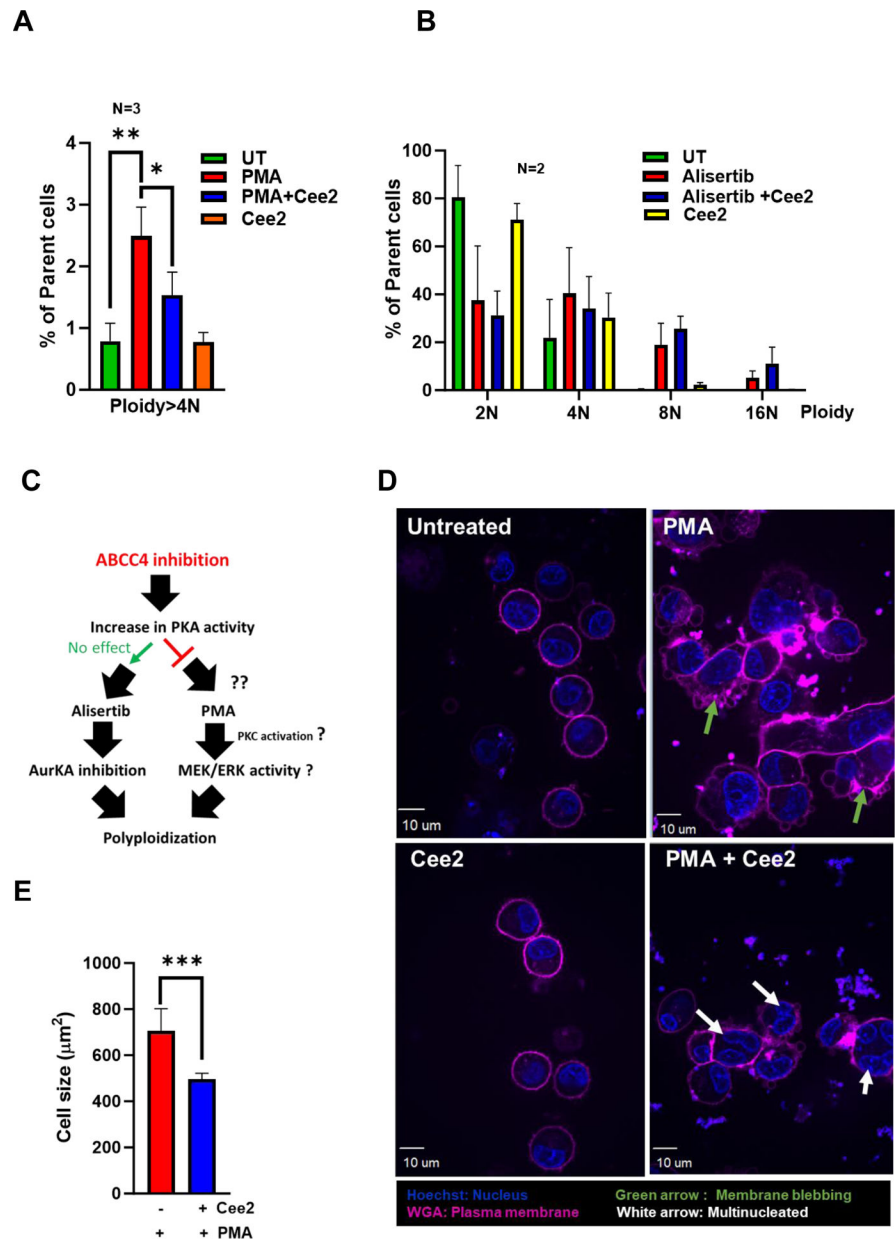 A
N=3
**
*
UT
PMA
PMA+Cee2
Cee2
% of Parent cells
4
3
2
1
0
Ploidy>4N
B
N=2
UT
Alisertib
Alisertib +Cee2
Cee2
% of Parent cells
100
80
60
40
20
0
2N 4N 8N 16N Ploidy
C
ABCC4 inhibition
Increase in PKA activity
No effect
??
Alisertib PMA
PKC activation ?
AurKA inhibition MEK/ERK activity ?
Polyploidization
D
Untreated
10 um
PMA
10 um
Cee2
10 um
PMA + Cee2
10 um
Hoechst: Nucleus Green arrow : Membrane blebbing
WGA: Plasma membrane White arrow: Multinucleated
E
***
Cell size (μm²)
1000
800
600
400
200
0
- + Cee2
+ + PMA